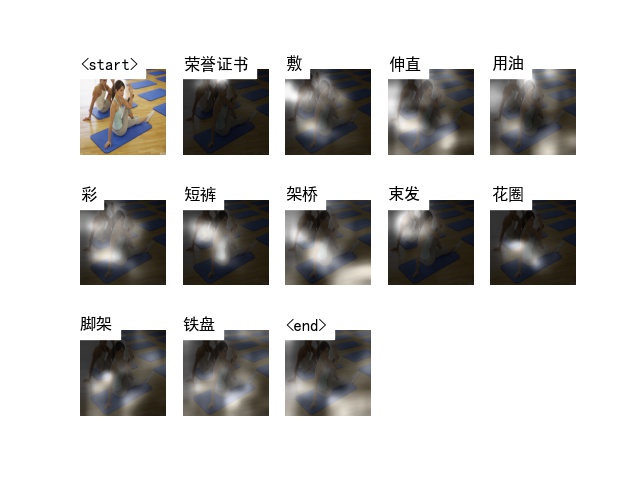 <start> 荣誉证书 敷 伸直 用油
彩 短裤 架桥 束发 花圈
脚架 铁盘 <end>